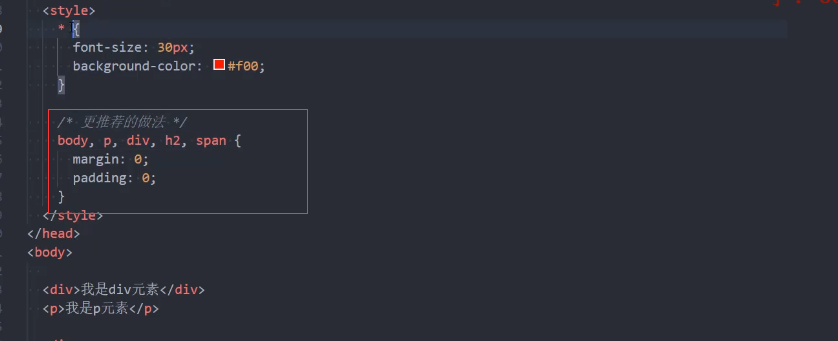 <style>
* {
font-size: 30px;
background-color: #f00;
}
/* 更推荐的做法 */
body, p, div, h2, span {
margin: 0;
padding: 0;
}
</style>
</head>
<body>
<div>我是div元素</div>
<p>我是p元素</p>